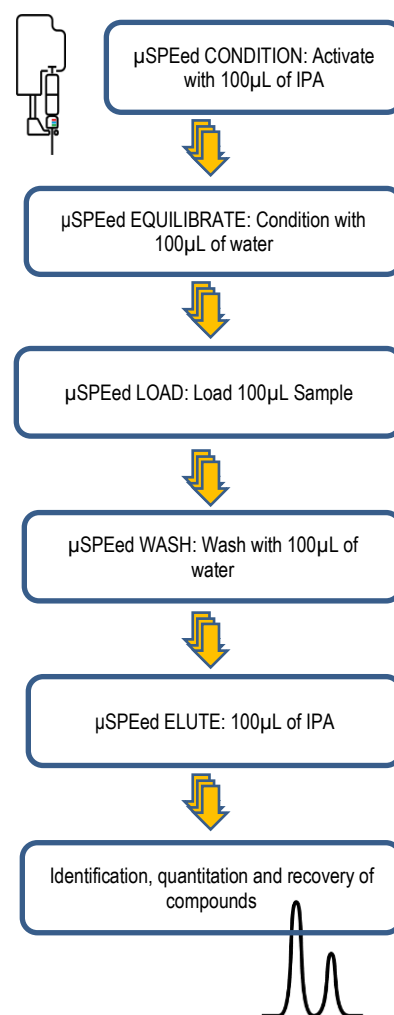 µSPEed CONDITION: Activate
with 100µL of IPA
µSPEed EQUILIBRATE: Condition with
100µL of water
µSPEed LOAD: Load 100µL Sample
µSPEed WASH: Wash with 100µL of
water
µSPEed ELUTE: 100µL of IPA
Identification, quantitation and recovery of
compounds